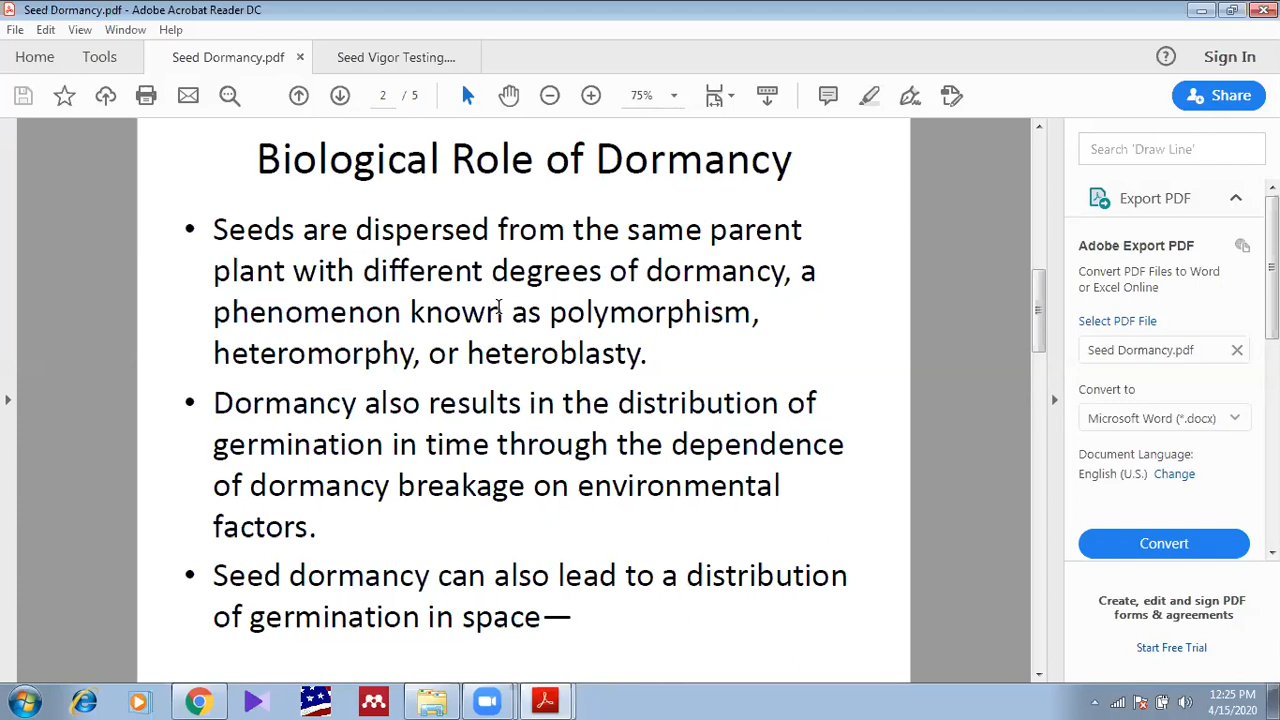 Seed Dormancy.pdf - Adobe Acrobat Reader DC
File Edit View Window Help
Home Tools Seed Dormancy.pdf × Seed Vigor Testing.... Sign In
2 / 5 75% Share
Biological Role of Dormancy
• Seeds are dispersed from the same parent
plant with different degrees of dormancy, a
phenomenon known as polymorphism,
heteromorphy, or heteroblasty.
• Dormancy also results in the distribution of
germination in time through the dependence
of dormancy breakage on environmental
factors.
• Seed dormancy can also lead to a distribution
of germination in space—
Search 'Draw Line'
Export PDF
Adobe Export PDF
Convert PDF Files to Word
or Excel Online
Select PDF File
Seed Dormancy.pdf
Convert to
Microsoft Word (*.docx)
Document Language:
English (U.S.) Change
Convert
Create, edit and sign PDF
forms & agreements
Start Free Trial
12:25 PM
4/15/2020